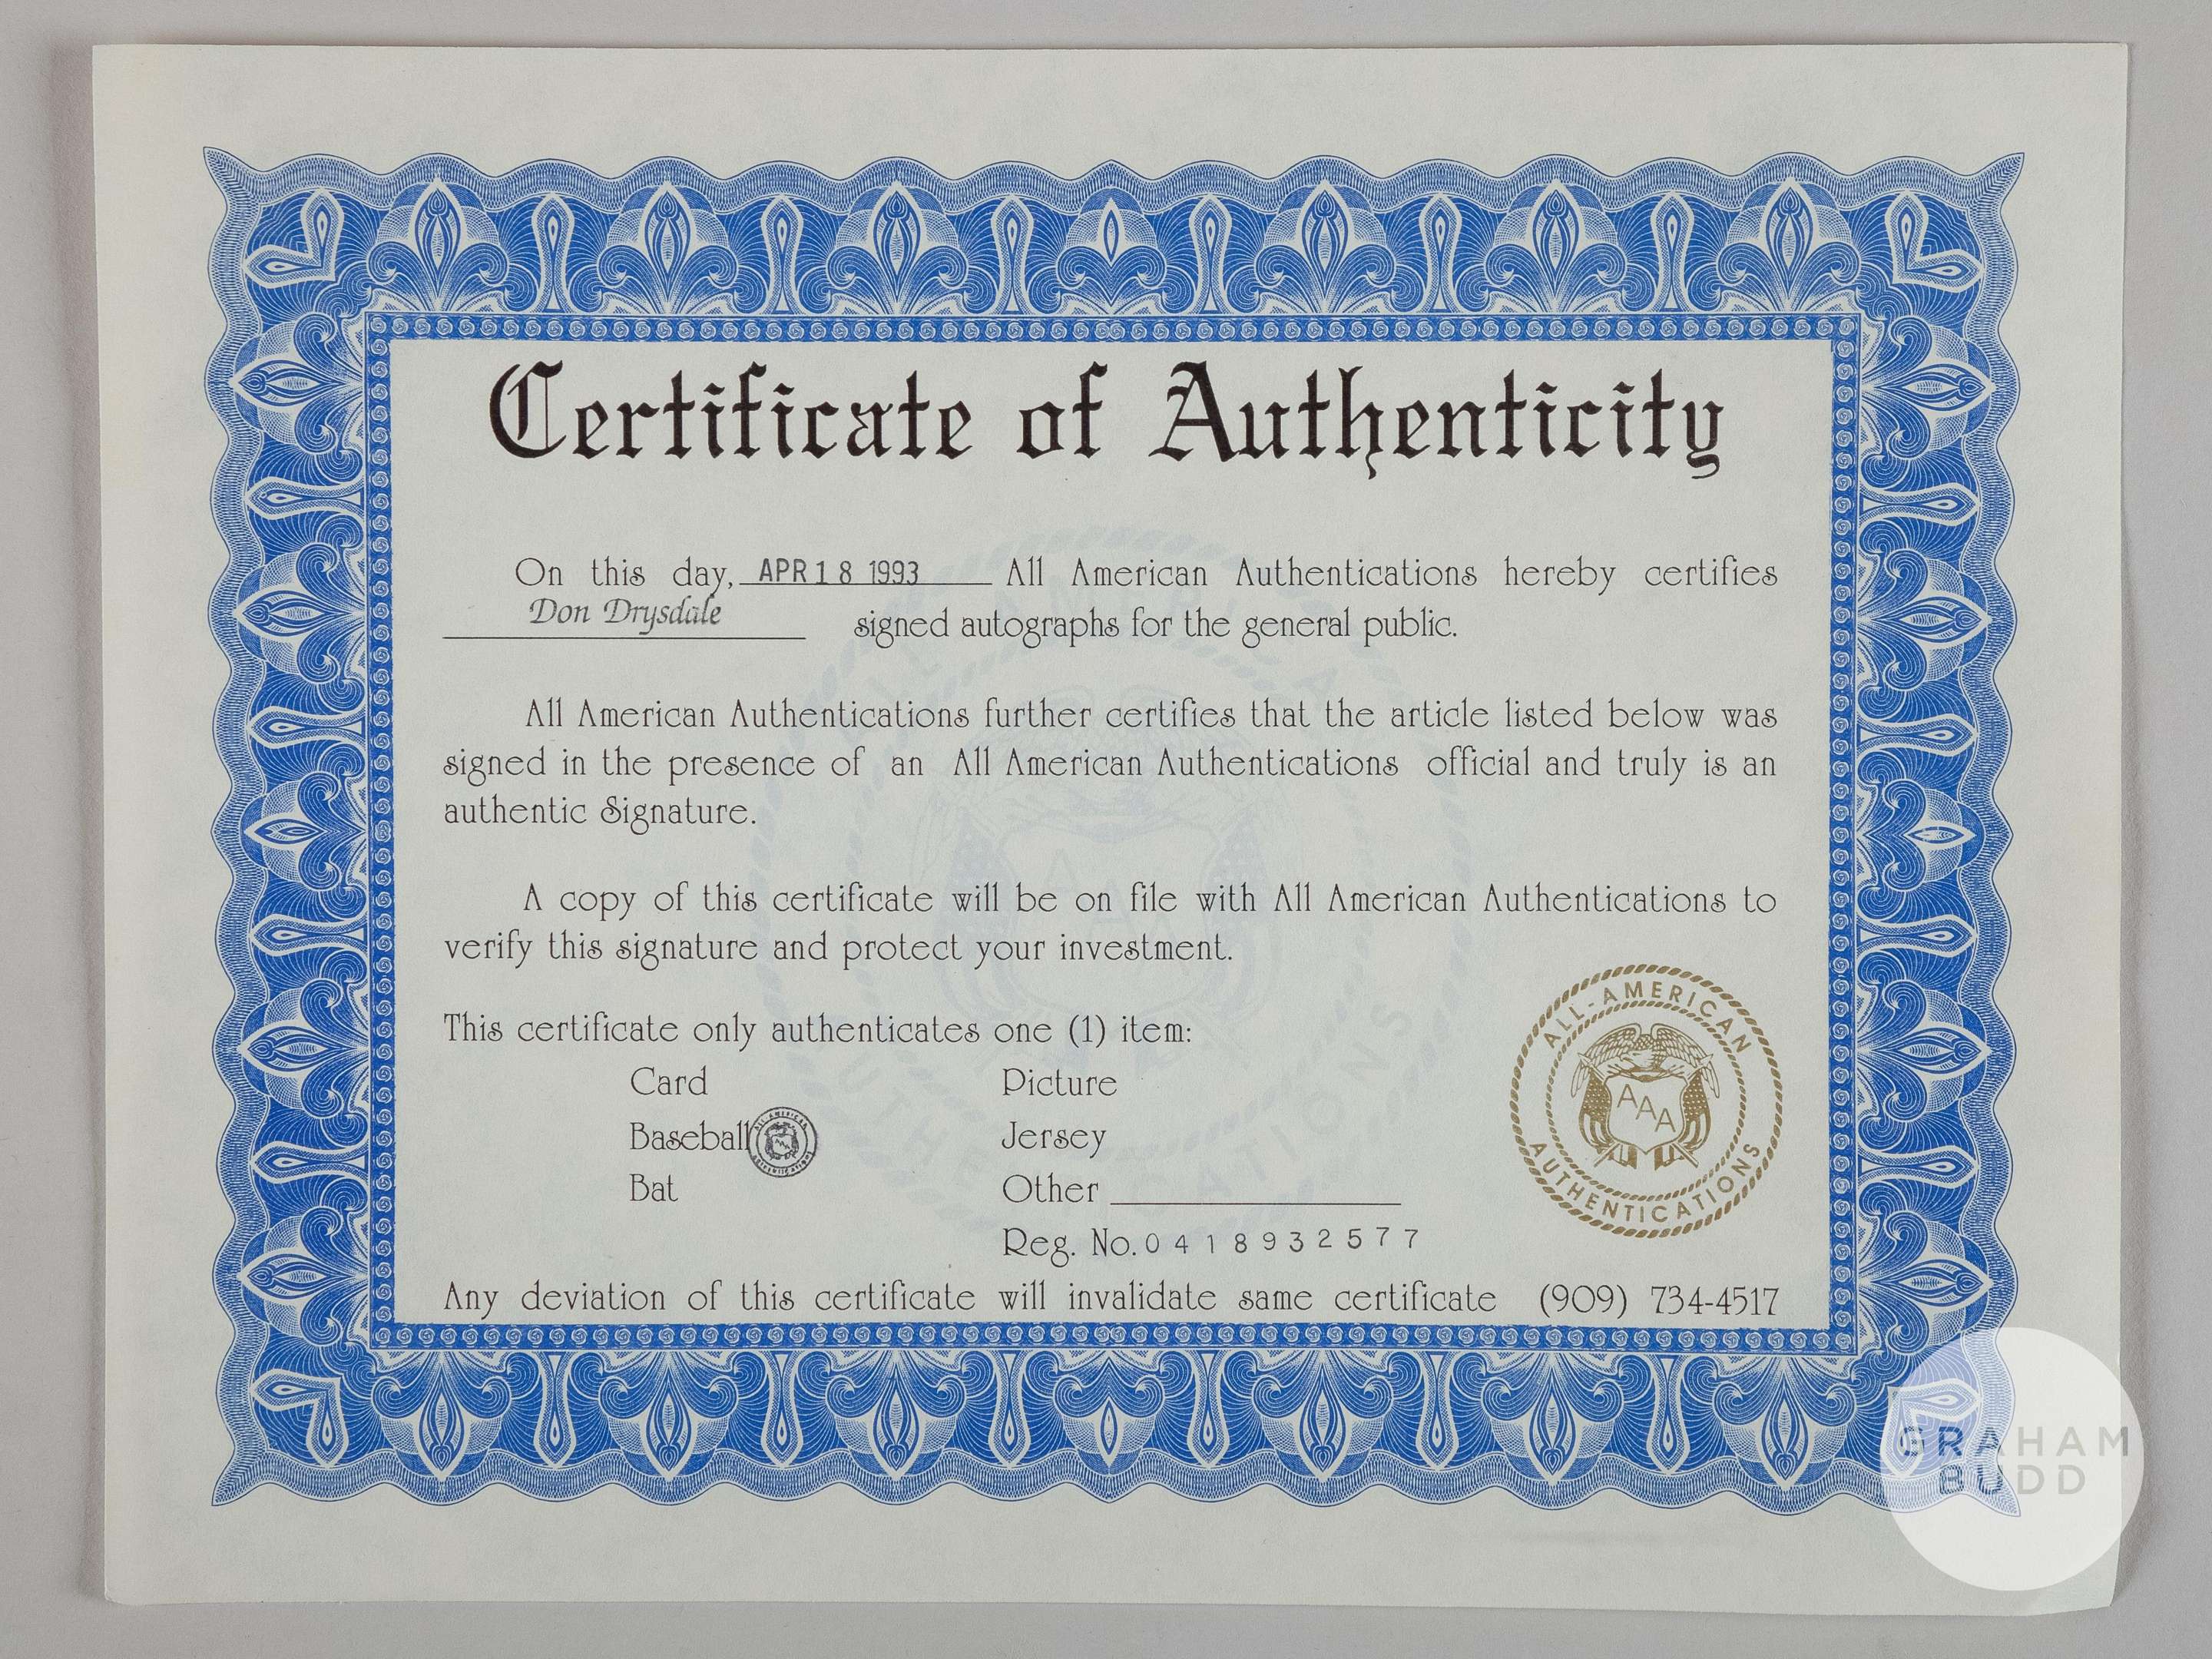 Certificate of Authenticity
On this day, APR 18 1993 All American Authentications hereby certifies
Don Drysdale signed autographs for the general public.
All American Authentications further certifies that the article listed below was
signed in the presence of an All American Authentications official and truly is an
authentic Signature.
A copy of this certificate will be on file with All American Authentications to
verify this signature and protect your investment.
This certificate only authenticates one (1) item:
Card Picture
Baseball Jersey
Bat Other
Reg. No. 0418932577
Any deviation of this certificate will invalidate same certificate (909) 734-4517
ALL-AMERICAN
AAA
AUTHENTICATIONS
GRAHAM
BUDD